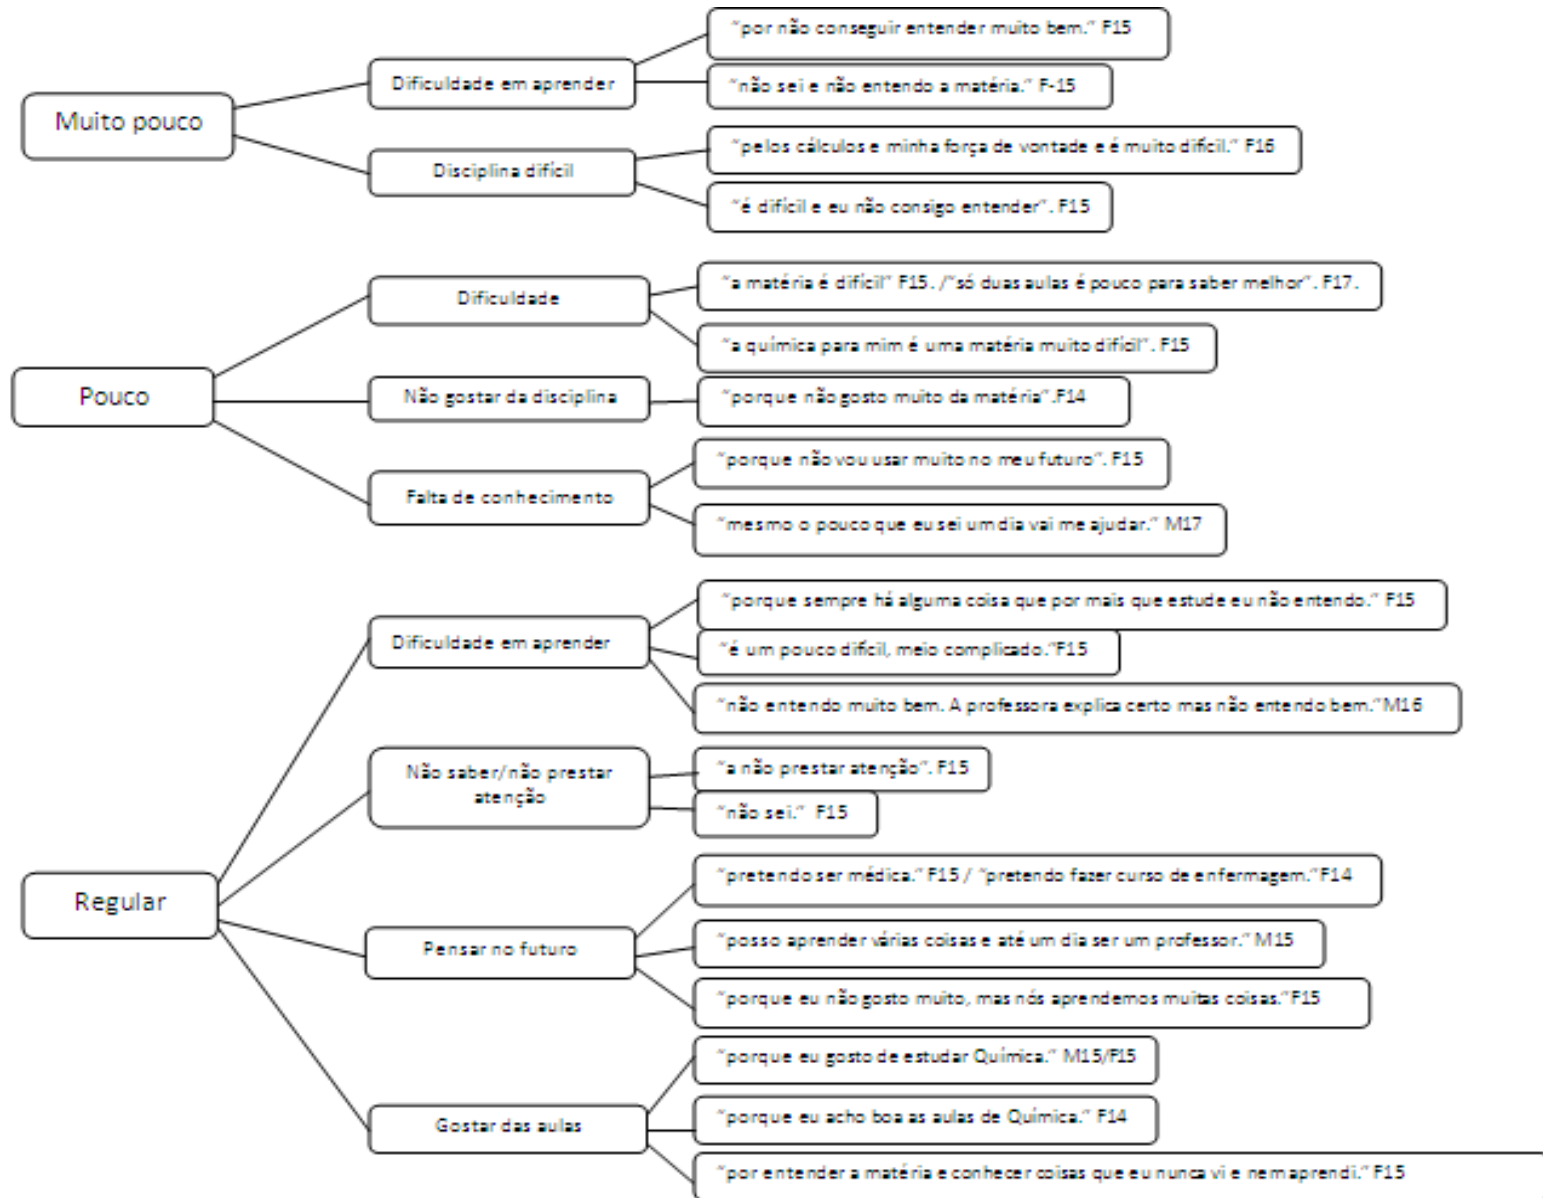 Muito pouco
Dificuldade em aprender
“por não conseguir entender muito bem.” F15
“não sei e não entendo a matéria.” F-15
Disciplina difícil
“pelos cálculos e minha força de vontade e é muito difícil.” F16
“é difícil e eu não consigo entender”. F15
Pouco
Dificuldade
“a matéria é difícil” F15. /“só duas aulas é pouco para saber melhor”. F17.
“a química para mim é uma matéria muito difícil”. F15
Não gostar da disciplina
“porque não gosto muito da matéria”.F14
Falta de conhecimento
“porque não vou usar muito no meu futuro”. F15
“mesmo o pouco que eu sei um dia vai me ajudar.” M17
Regular
Dificuldade em aprender
“porque sempre há alguma coisa que por mais que estude eu não entendo.” F15
“é um pouco difícil, meio complicado.”F15
“não entendo muito bem. A professora explica certo mas não entendo bem.”M16
Não saber/não prestar
atenção
“a não prestar atenção”. F15
“não sei.” F15
Pensar no futuro
“pretendo ser médica.” F15 / “pretendo fazer curso de enfermagem.”F14
“posso aprender várias coisas e até um dia ser um professor.” M15
“porque eu não gosto muito, mas nós aprendemos muitas coisas.”F15
Gostar das aulas
“porque eu gosto de estudar Química.” M15/F15
“porque eu acho boa as aulas de Química.” F14
“por entender a matéria e conhecer coisas que eu nunca vi e nem aprendi.” F15